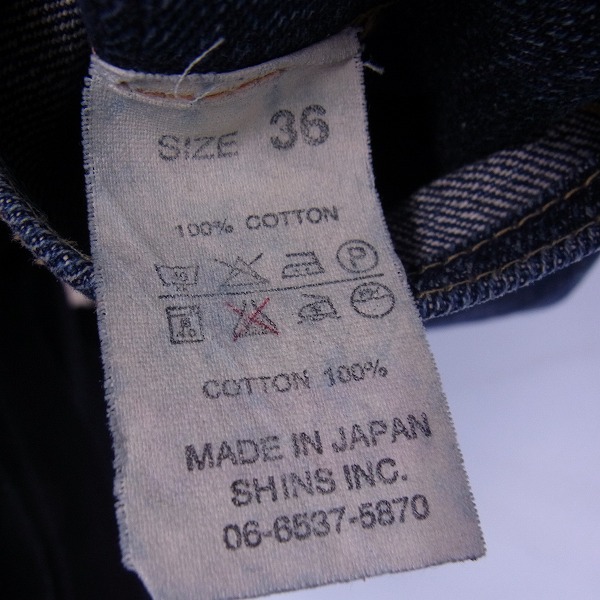 SIZE 36
100% COTTON
P
COTTON 100%
MADE IN JAPAN
SHINS INC.
06-6537-5870